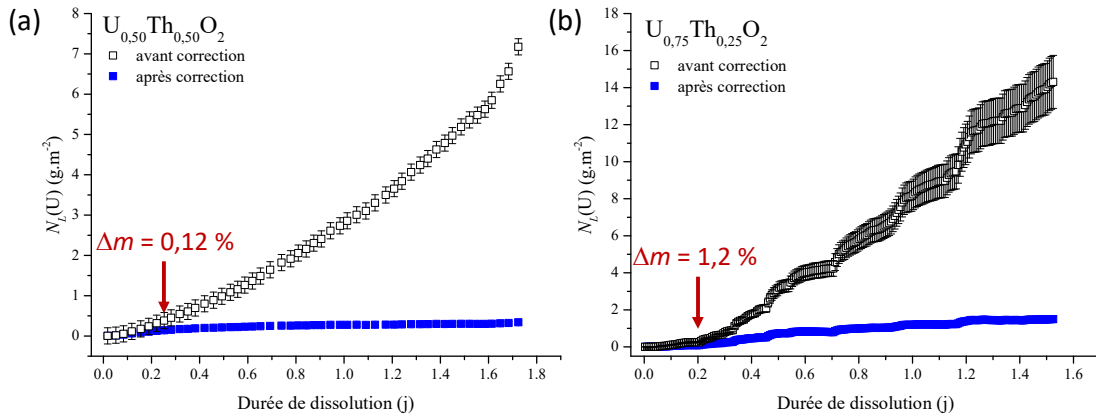 (a)
U0,50Th0,50O2
avant correction
après correction
NL(U) (g.m-2)
8
7
6
5
4
3
2
1
0
Δm = 0,12 %
0.0 0.2 0.4 0.6 0.8 1.0 1.2 1.4 1.6 1.8
Durée de dissolution (j)
(b)
U0,75Th0,25O2
avant correction
après correction
NL(U) (g.m-2)
18
16
14
12
10
8
6
4
2
0
Δm = 1,2 %
0.0 0.2 0.4 0.6 0.8 1.0 1.2 1.4 1.6
Durée de dissolution (j)